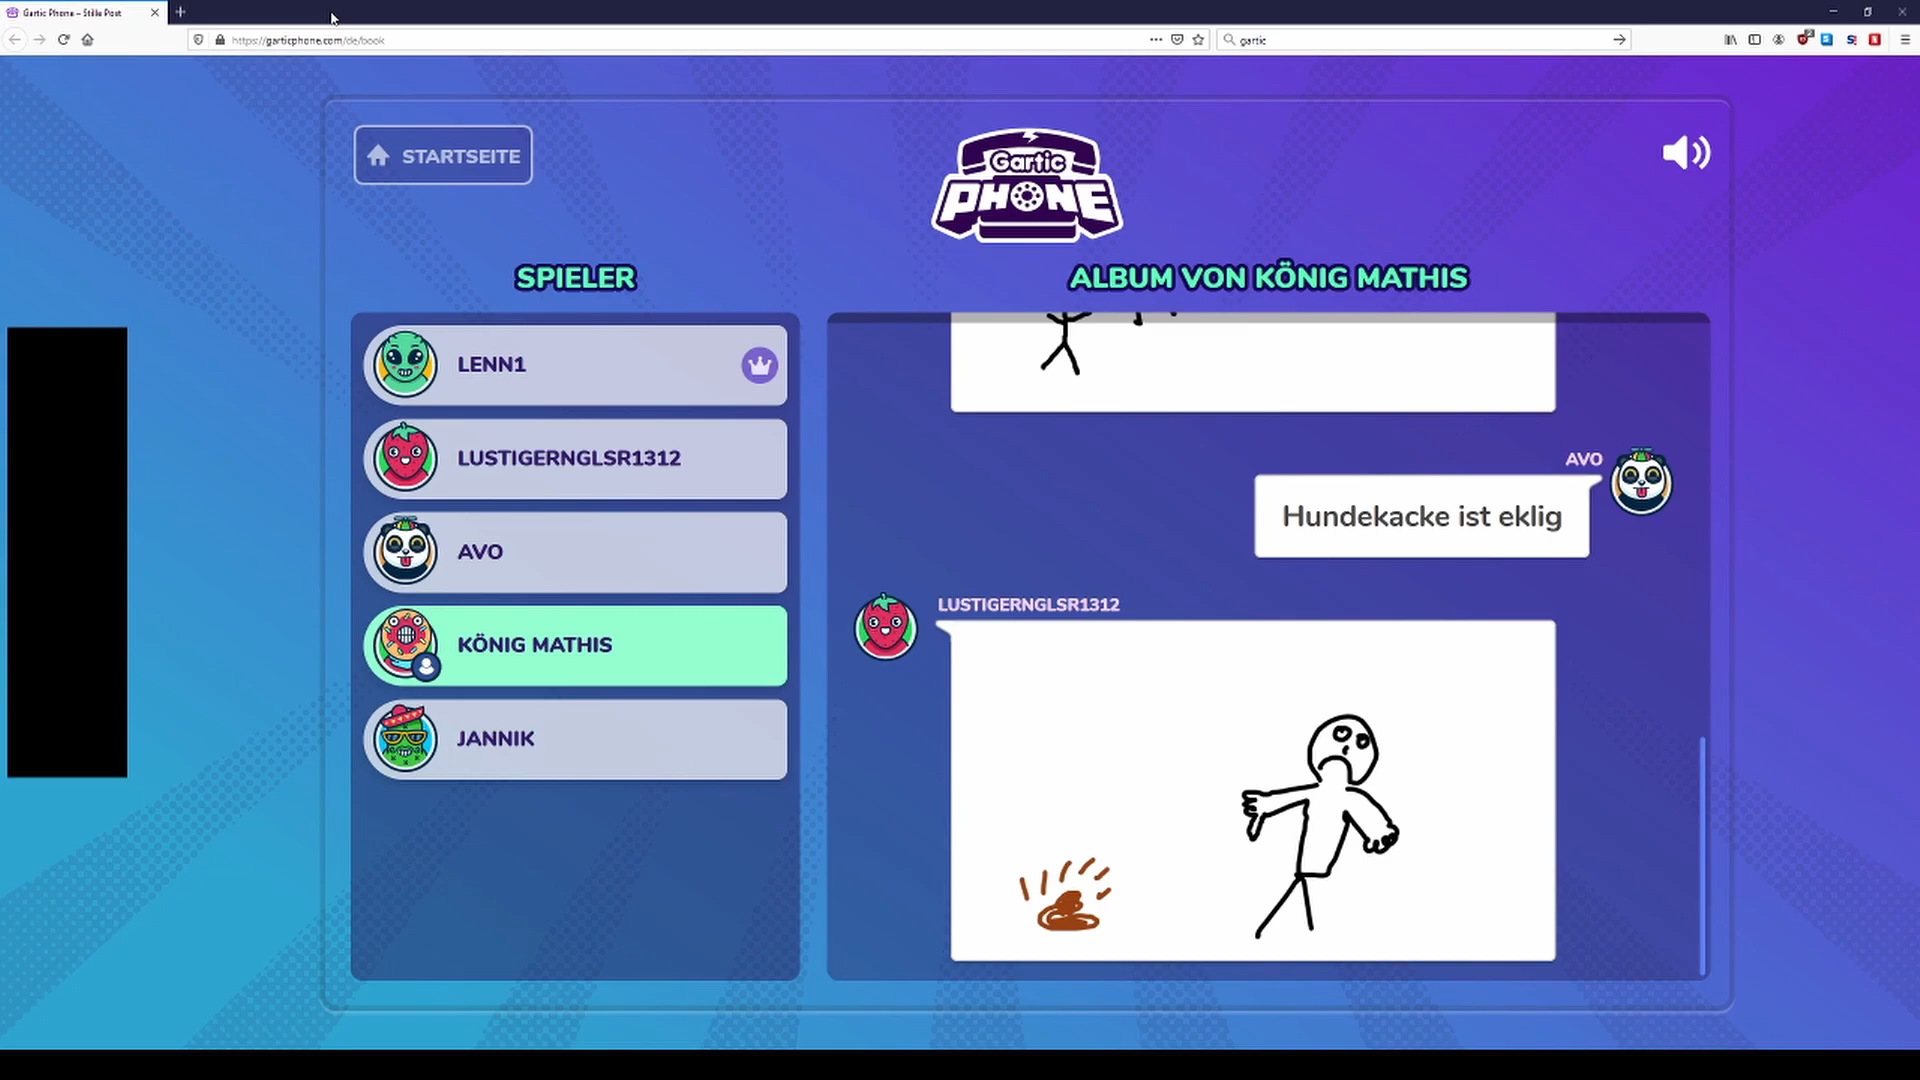 Gartic Phone – Stille Post
https://garticphone.com/de/book
gartic
STARTSEITE
Gartic
PHONE
SPIELER
ALBUM VON KÖNIG MATHIS
LENN1
LUSTIGERNGLSR1312
AVO
KÖNIG MATHIS
JANNIK
AVO
Hundekacke ist eklig
LUSTIGERNGLSR1312